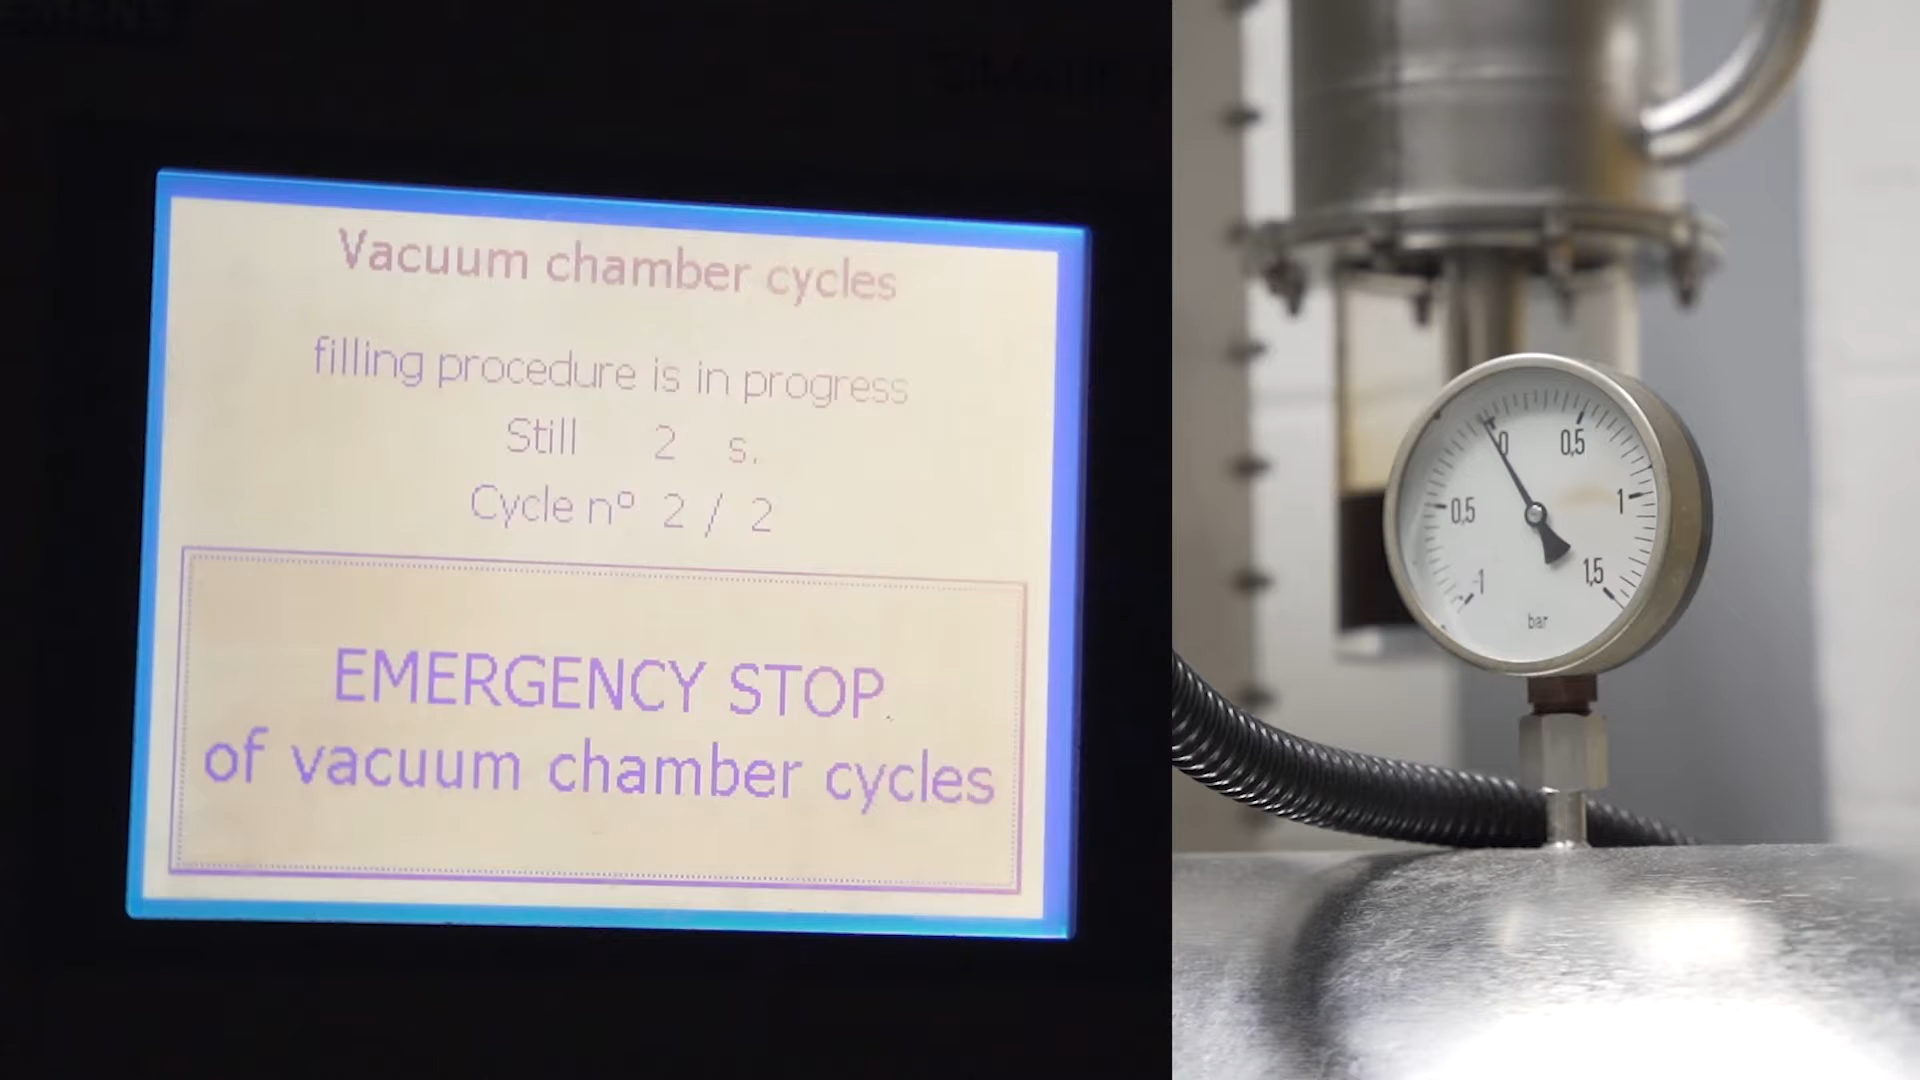 Vacuum chamber cycles
filling procedure is in progress
Still 2 s.
Cycle nº 2 / 2
EMERGENCY STOP.
of vacuum chamber cycles
0
0,5
0,5
1
-1
1,5
bar